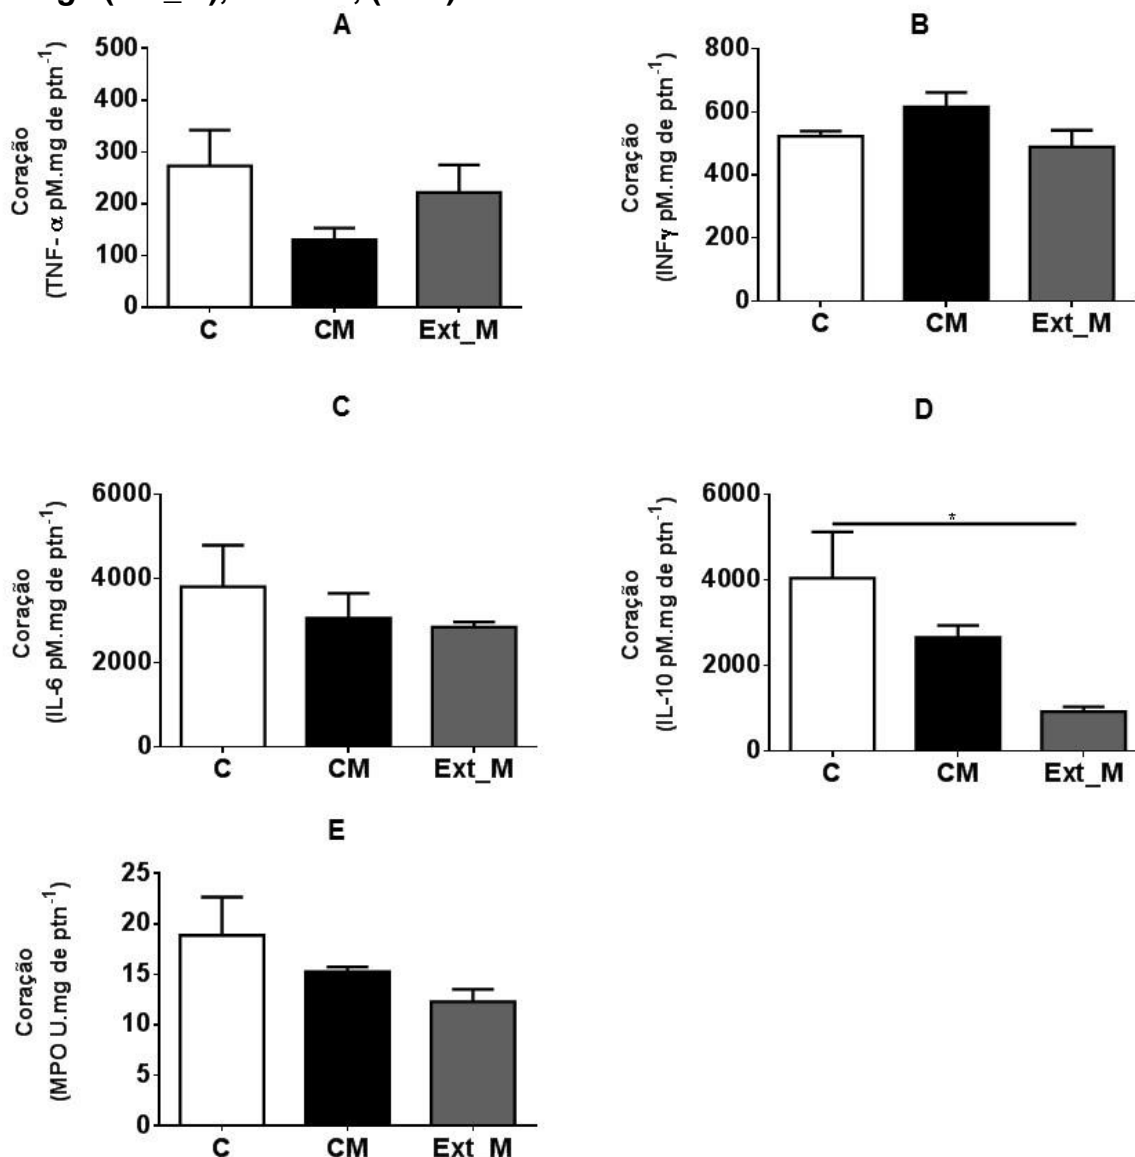 A
500
400
300
200
100
0
Coração
(TNF- α pM.mg de ptn-1)
C CM Ext_M
B
800
600
400
200
0
Coração
(INFγ pM.mg de ptn-1)
C CM Ext_M
C
6000
4000
2000
0
Coração
(IL-6 pM.mg de ptn-1)
C CM Ext_M
D
6000
4000
2000
0
Coração
(IL-10 pM.mg de ptn-1)
*
C CM Ext_M
E
25
20
15
10
5
0
Coração
(MPO U.mg de ptn-1)
C CM Ext_M